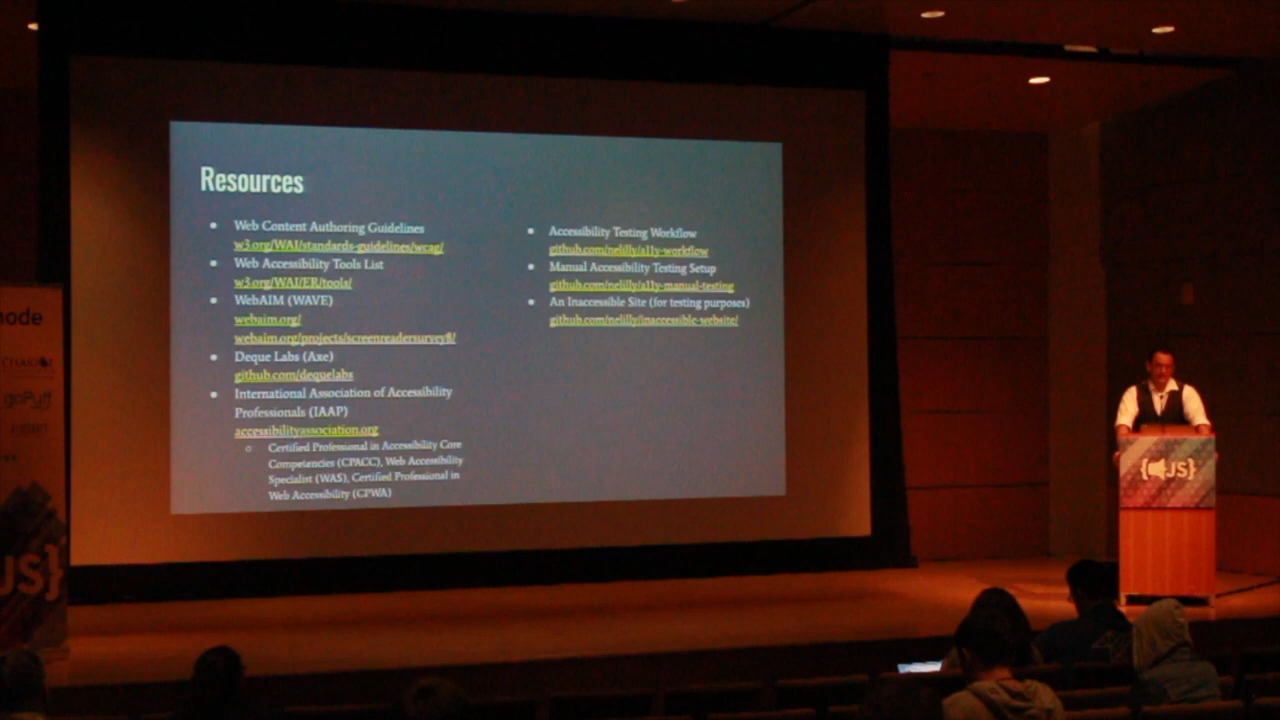 Resources
Web Content Authoring Guidelines
w3.org/WAI/standards-guidelines/wcag/
Web Accessibility Tools List
w3.org/WAI/ER/tools/
WebAIM (WAVE)
webaim.org/
webaim.org/projects/screenreadersurvey8/
Deque Labs (Axe)
github.com/dequelabs
International Association of Accessibility
Professionals (IAAP)
accessibilityassociation.org
Certified Professional in Accessibility Core
Competencies (CPACC), Web Accessibility
Specialist (WAS), Certified Professional in
Web Accessibility (CPWA)
Accessibility Testing Workflow
github.com/nelilly/a11y-workflow
Manual Accessibility Testing Setup
github.com/nelilly/a11y-manual-testing
An Inaccessible Site (for testing purposes)
github.com/nelilly/inaccessible-website/
node
goPuff
JS}
{JS}